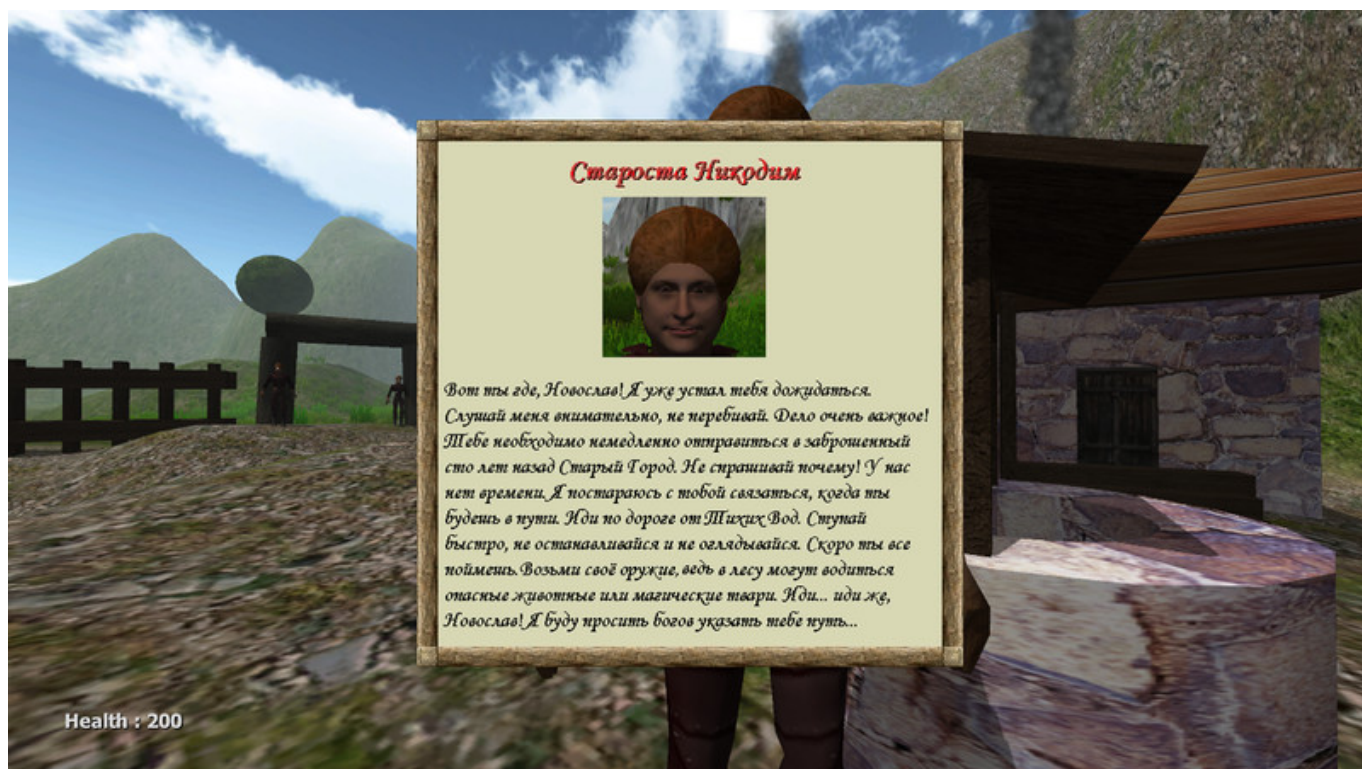 Староста Никодим
Вот ты где, Новослав! Я уже устал тебя дожидаться.
Слушай меня внимательно, не перебивай. Дело очень важное!
Тебе необходимо немедленно отправиться в заброшенный
сто лет назад Старый Город. Не спрашивай почему! У нас
нет времени. Я постараюсь с тобой связаться, когда ты
будешь в пути. Иди по дороге от Тихих Вод. Ступай
быстро, не останавливайся и не оглядывайся. Скоро ты все
поймешь. Возьми своё оружие, ведь в лесу могут водиться
опасные животные или магические твари. Иди... иди же,
Новослав! Я буду просить богов указать тебе путь...
Health : 200